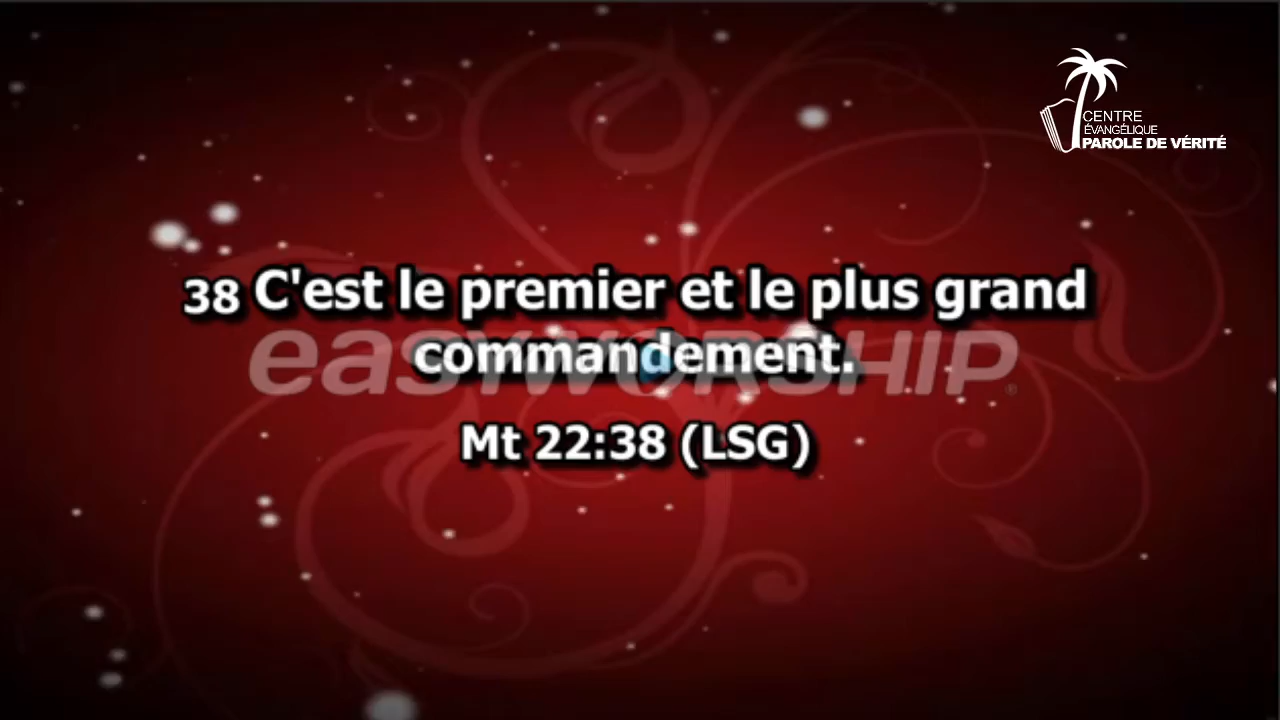 CENTRE
ÉVANGÉLIQUE
PAROLE DE VÉRITÉ
38 C'est le premier et le plus grand
commandement.
easyworship®
Mt 22:38 (LSG)